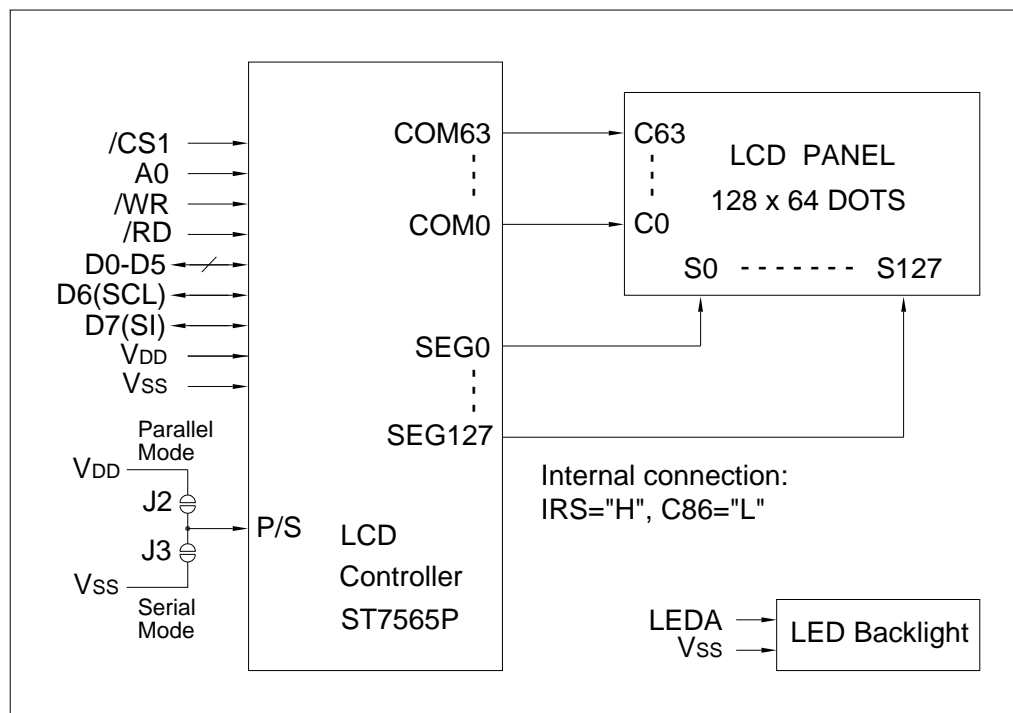 /CS1
A0
/WR
/RD
D0-D5
D6(SCL)
D7(SI)
VDD
VSS
Parallel
Mode
VDD
J2
J3
VSS
Serial
Mode
P/S
COM63
COM0
SEG0
SEG127
LCD
Controller
ST7565P
C63
C0
LCD PANEL
128 x 64 DOTS
S0
S127
Internal connection:
IRS="H", C86="L"
LEDA
VSS
LED Backlight